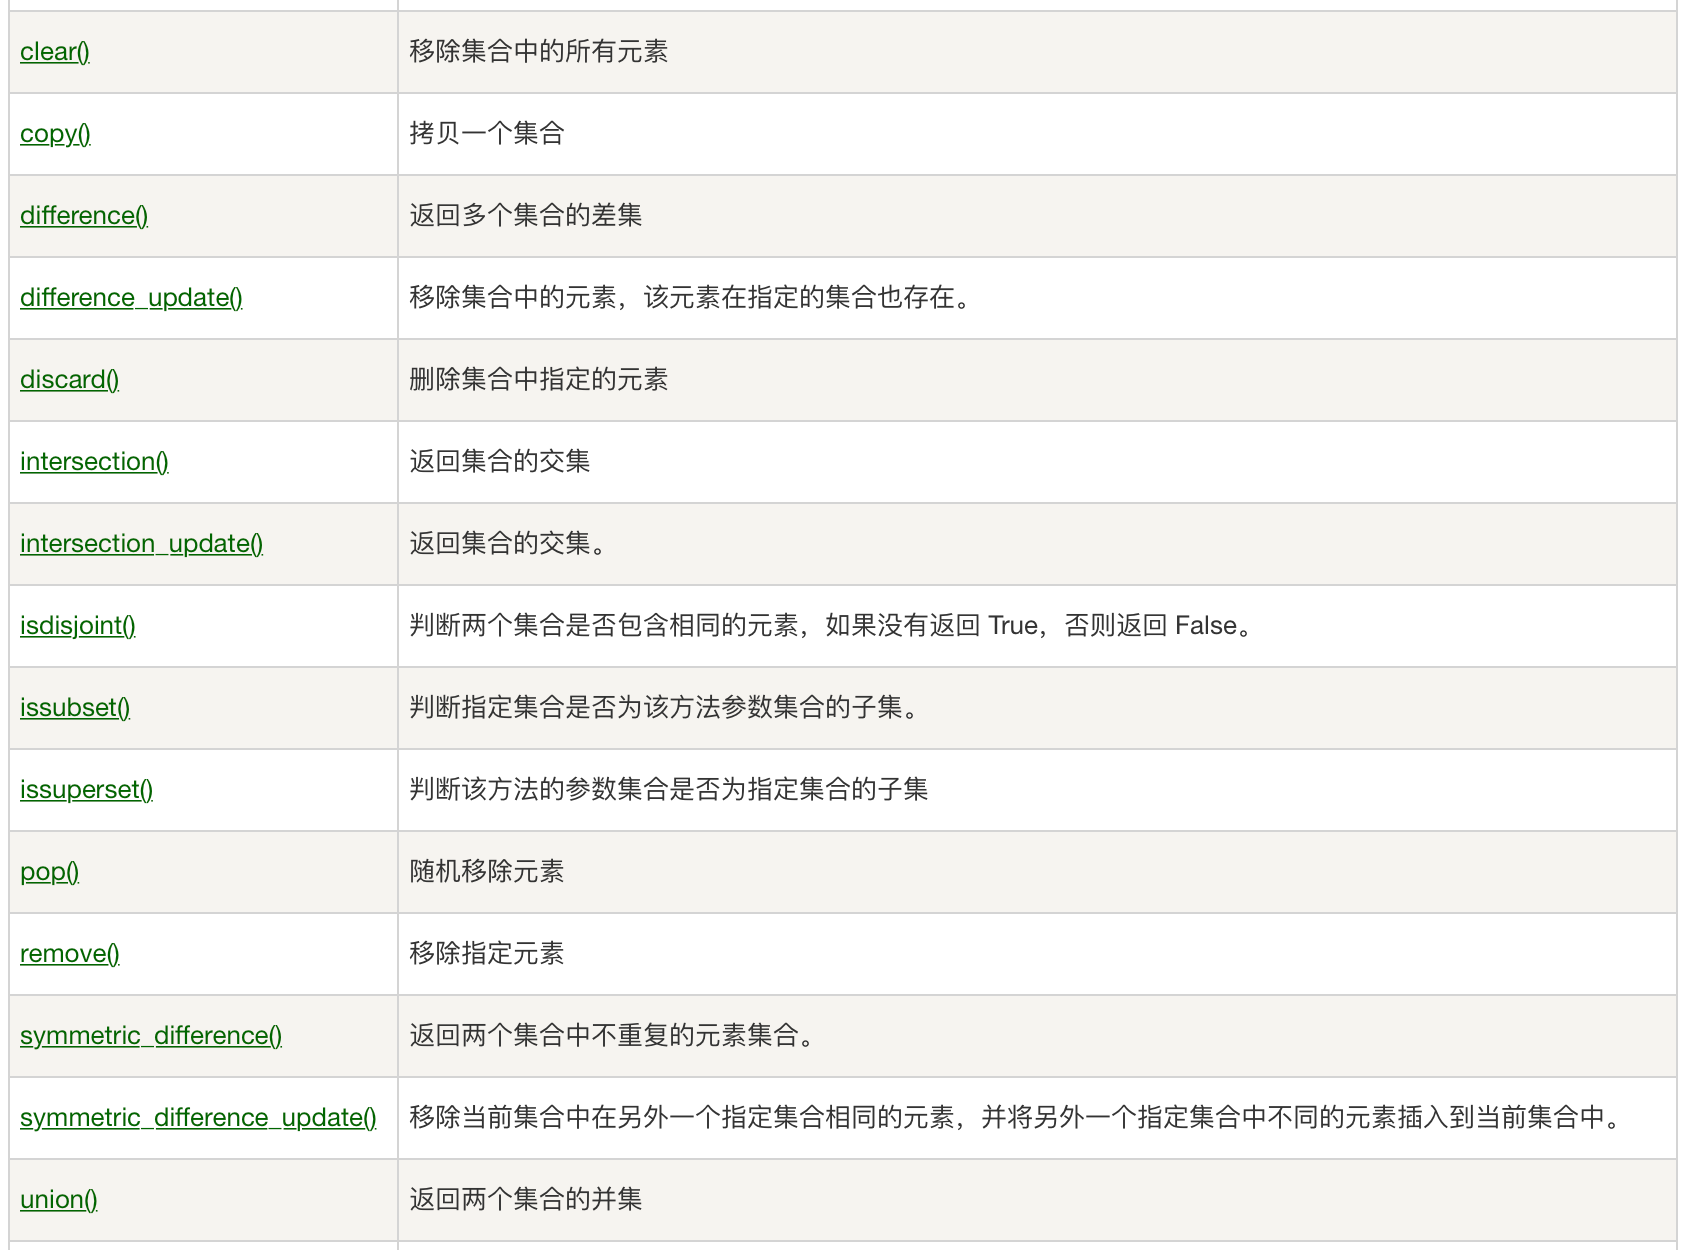 clear() 移除集合中的所有元素
copy() 拷贝一个集合
difference() 返回多个集合的差集
difference_update() 移除集合中的元素，该元素在指定的集合也存在。
discard() 删除集合中指定的元素
intersection() 返回集合的交集
intersection_update() 返回集合的交集。
isdisjoint() 判断两个集合是否包含相同的元素，如果没有返回 True，否则返回 False。
issubset() 判断指定集合是否为该方法参数集合的子集。
issuperset() 判断该方法的参数集合是否为指定集合的子集
pop() 随机移除元素
remove() 移除指定元素
symmetric_difference() 返回两个集合中不重复的元素集合。
symmetric_difference_update() 移除当前集合中在另外一个指定集合相同的元素，并将另外一个指定集合中不同的元素插入到当前集合中。
union() 返回两个集合的并集